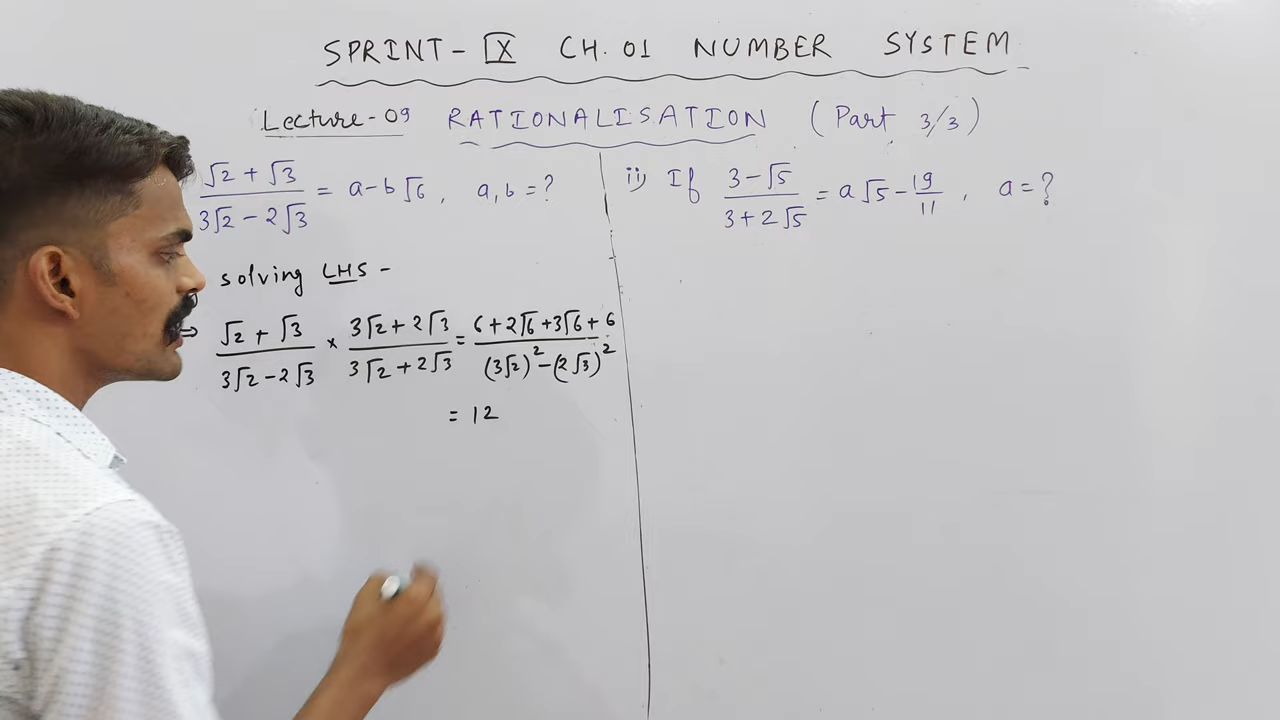 SPRINT- IX CH. 01 NUMBER SYSTEM
Lecture-09 RATIONALISATION (Part 3/3)
(√2 + √3)/(3√2 - 2√3) = a-b√6, a,b = ?
solving LHS -
⇒ (√2 + √3)/(3√2-2√3) × (3√2+2√3)/(3√2+2√3) = (6+2√6+3√6+6)/((3√2)²-(2√3)²)
= 12
ii) If (3-√5)/(3+2√5) = a√5 - 19/11, a=?